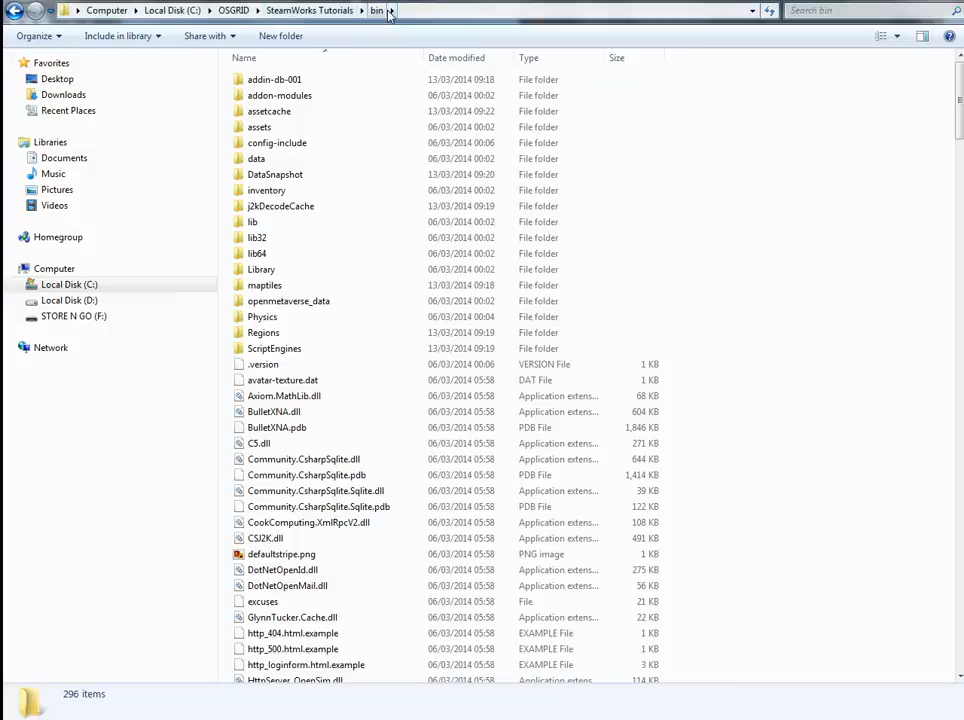 Computer Local Disk (C:) OSGRID SteamWorks Tutorials bin Search bin
Organize Include in library Share with New folder
Name Date modified Type Size
Favorites
Desktop
Downloads
Recent Places
Libraries
Documents
Music
Pictures
Videos
Homegroup
Computer
Local Disk (C:)
Local Disk (D:)
STORE N GO (F:)
Network
addin-db-001 13/03/2014 09:18 File folder
addon-modules 06/03/2014 00:02 File folder
assetcache 13/03/2014 09:22 File folder
assets 06/03/2014 00:02 File folder
config-include 06/03/2014 00:06 File folder
data 06/03/2014 00:02 File folder
DataSnapshot 13/03/2014 09:20 File folder
inventory 06/03/2014 00:02 File folder
j2kDecodeCache 13/03/2014 09:19 File folder
lib 06/03/2014 00:02 File folder
lib32 06/03/2014 00:02 File folder
lib64 06/03/2014 00:02 File folder
Library 06/03/2014 00:02 File folder
maptiles 13/03/2014 09:18 File folder
openmetaverse_data 06/03/2014 00:02 File folder
Physics 06/03/2014 00:04 File folder
Regions 13/03/2014 09:19 File folder
ScriptEngines 13/03/2014 09:19 File folder
.version 06/03/2014 00:06 VERSION File 1 KB
avatar-texture.dat 06/03/2014 05:58 DAT File 1 KB
Axiom.MathLib.dll 06/03/2014 05:58 Application extens... 68 KB
BulletXNA.dll 06/03/2014 05:58 Application extens... 604 KB
BulletXNA.pdb 06/03/2014 05:58 PDB File 1,846 KB
C5.dll 06/03/2014 05:58 Application extens... 271 KB
Community.CsharpSqlite.dll 06/03/2014 05:58 Application extens... 644 KB
Community.CsharpSqlite.pdb 06/03/2014 05:58 PDB File 1,414 KB
Community.CsharpSqlite.Sqlite.dll 06/03/2014 05:58 Application extens... 39 KB
Community.CsharpSqlite.Sqlite.pdb 06/03/2014 05:58 PDB File 122 KB
CookComputing.XmlRpcV2.dll 06/03/2014 05:58 Application extens... 108 KB
CSJ2K.dll 06/03/2014 05:58 Application extens... 491 KB
defaultstripe.png 06/03/2014 05:58 PNG image 1 KB
DotNetOpenId.dll 06/03/2014 05:58 Application extens... 275 KB
DotNetOpenMail.dll 06/03/2014 05:58 Application extens... 56 KB
excuses 06/03/2014 05:58 File 21 KB
GlynnTucker.Cache.dll 06/03/2014 05:58 Application extens... 22 KB
http_404.html.example 06/03/2014 05:58 EXAMPLE File 1 KB
http_500.html.example 06/03/2014 05:58 EXAMPLE File 1 KB
http_loginform.html.example 06/03/2014 05:58 EXAMPLE File 3 KB
HttpServer_OpenSim.dll 06/03/2014 05:58 Application extens... 114 KB
296 items